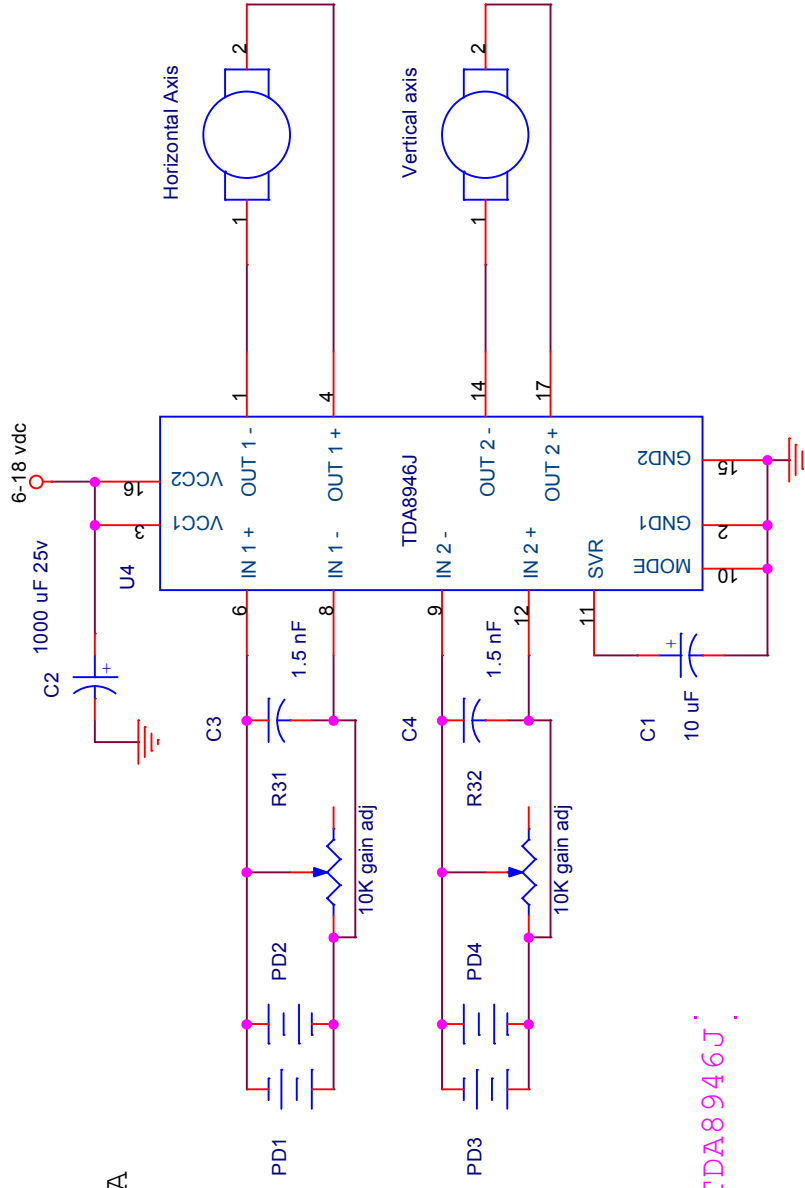 6-18 vdc
1000 uF 25v
C2
U4
3
16
VCC1
VCC2
Horizontal Axis
1
2
Vertical axis
1
2
TDA8946J
IN 1 +
IN 1 -
IN 2 -
IN 2 +
SVR
OUT 1 -
OUT 1 +
OUT 2 -
OUT 2 +
6
8
9
12
11
1
4
14
17
MODE
GND1
GND2
10
2
15
C3
1.5 nF
R31
10K gain adj
PD2
PD1
C4
1.5 nF
R32
10K gain adj
PD4
PD3
C1
10 uF
+
+
A
TDA8946J